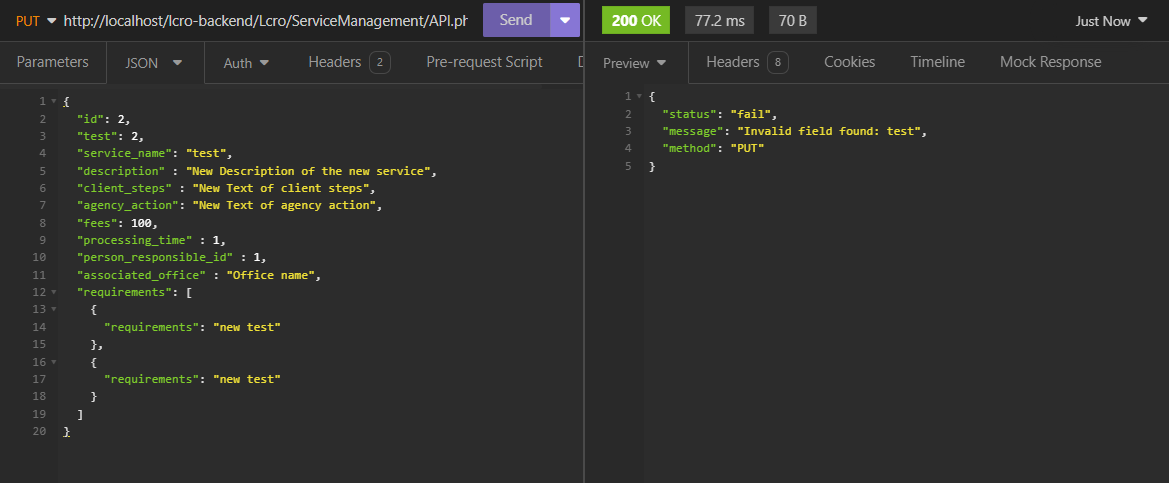 PUT http://localhost/lcro-backend/Lcro/ServiceManagement/API.ph Send
200 OK 77.2 ms 70 B Just Now
Parameters JSON Auth Headers 2 Pre-request Script
Preview Headers 8 Cookies Timeline Mock Response
1 {
2 "id": 2,
3 "test": 2,
4 "service_name": "test",
5 "description" : "New Description of the new service",
6 "client_steps" : "New Text of client steps",
7 "agency_action": "New Text of agency action",
8 "fees": 100,
9 "processing_time" : 1,
10 "person_responsible_id" : 1,
11 "associated_office" : "Office name",
12 "requirements": [
13 {
14 "requirements": "new test"
15 },
16 {
17 "requirements": "new test"
18 }
19 ]
20 }
1 {
2 "status": "fail",
3 "message": "Invalid field found: test",
4 "method": "PUT"
5 }